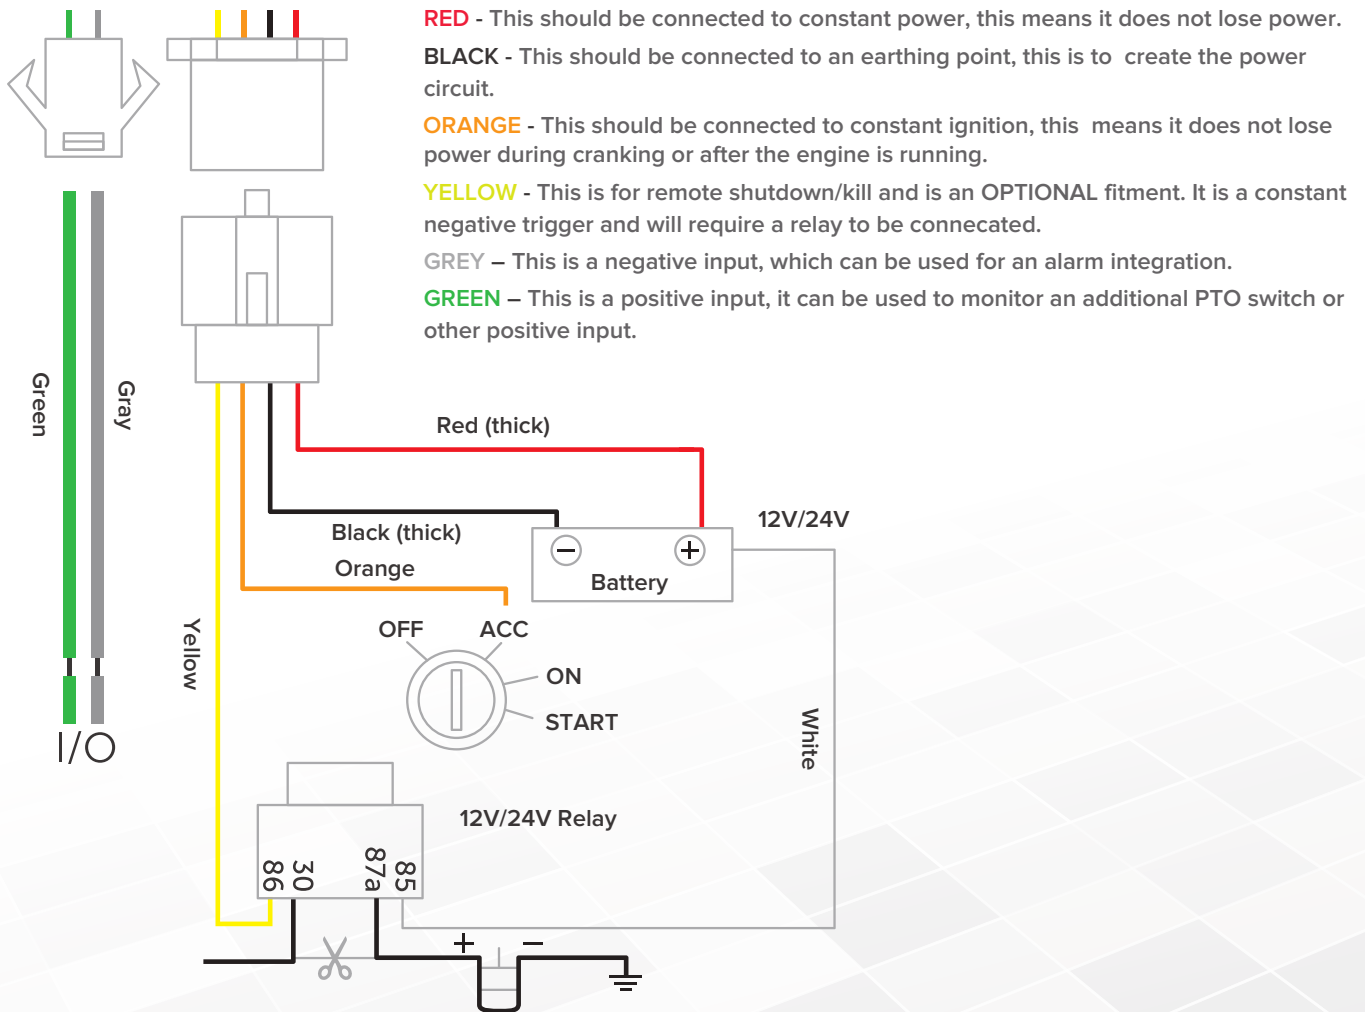 RED - This should be connected to constant power, this means it does not lose power.
BLACK - This should be connected to an earthing point, this is to create the power
circuit.
ORANGE - This should be connected to constant ignition, this means it does not lose
power during cranking or after the engine is running.
YELLOW - This is for remote shutdown/kill and is an OPTIONAL fitment. It is a constant
negative trigger and will require a relay to be connecated.
GREY – This is a negative input, which can be used for an alarm integration.
GREEN – This is a positive input, it can be used to monitor an additional PTO switch or
other positive input.
Green
Gray
Red (thick)
12V/24V
Black (thick)
− +
Battery
Orange
OFF ACC
Yellow
ON
START
White
I/O
12V/24V Relay
86 30 87a 85
+ −